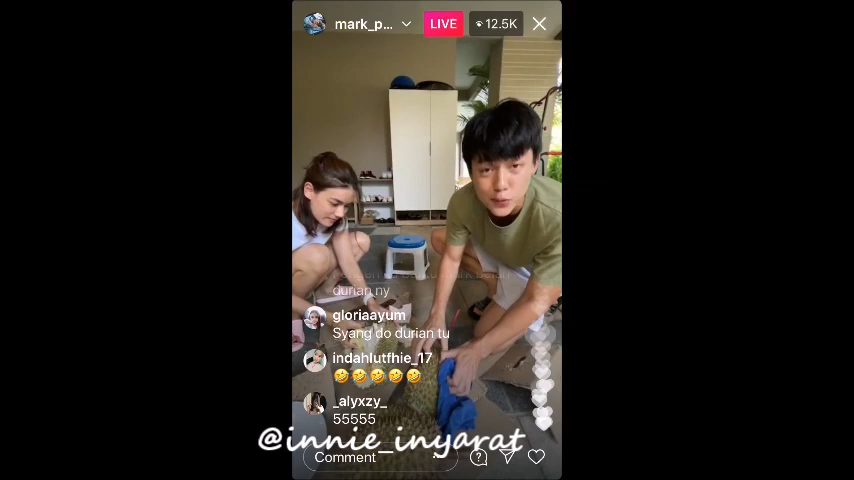 mark_p...
LIVE
12.5K
durian ny
gloriaayum
Syang do durian tu
indahlutfhie_17
🤣🤣🤣🤣🤣
_alyxzy_
55555
@innie_inyarat
Comment